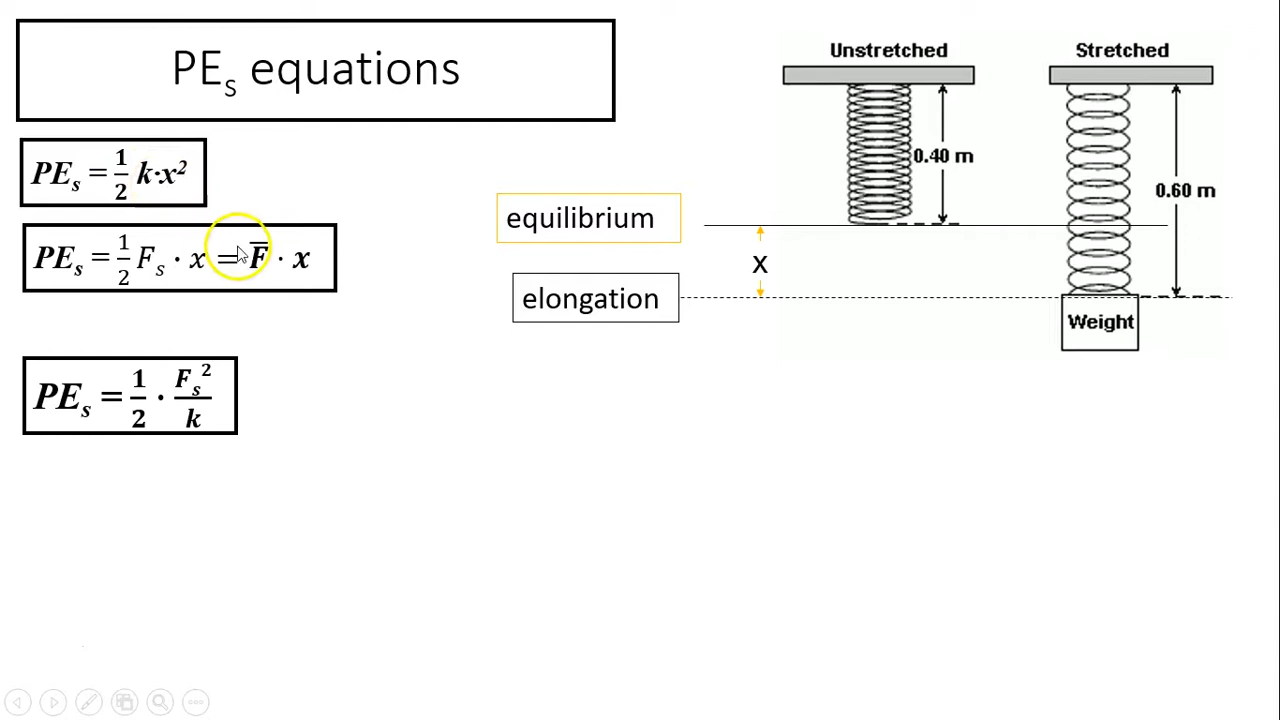 PEₛ equations
PEₛ = 1/2 k·x²
PEₛ = 1/2 Fₛ · x = F̅ · x
PEₛ = 1/2 · Fₛ²/k
Unstretched
Stretched
0.40 m
0.60 m
equilibrium
x
elongation
Weight